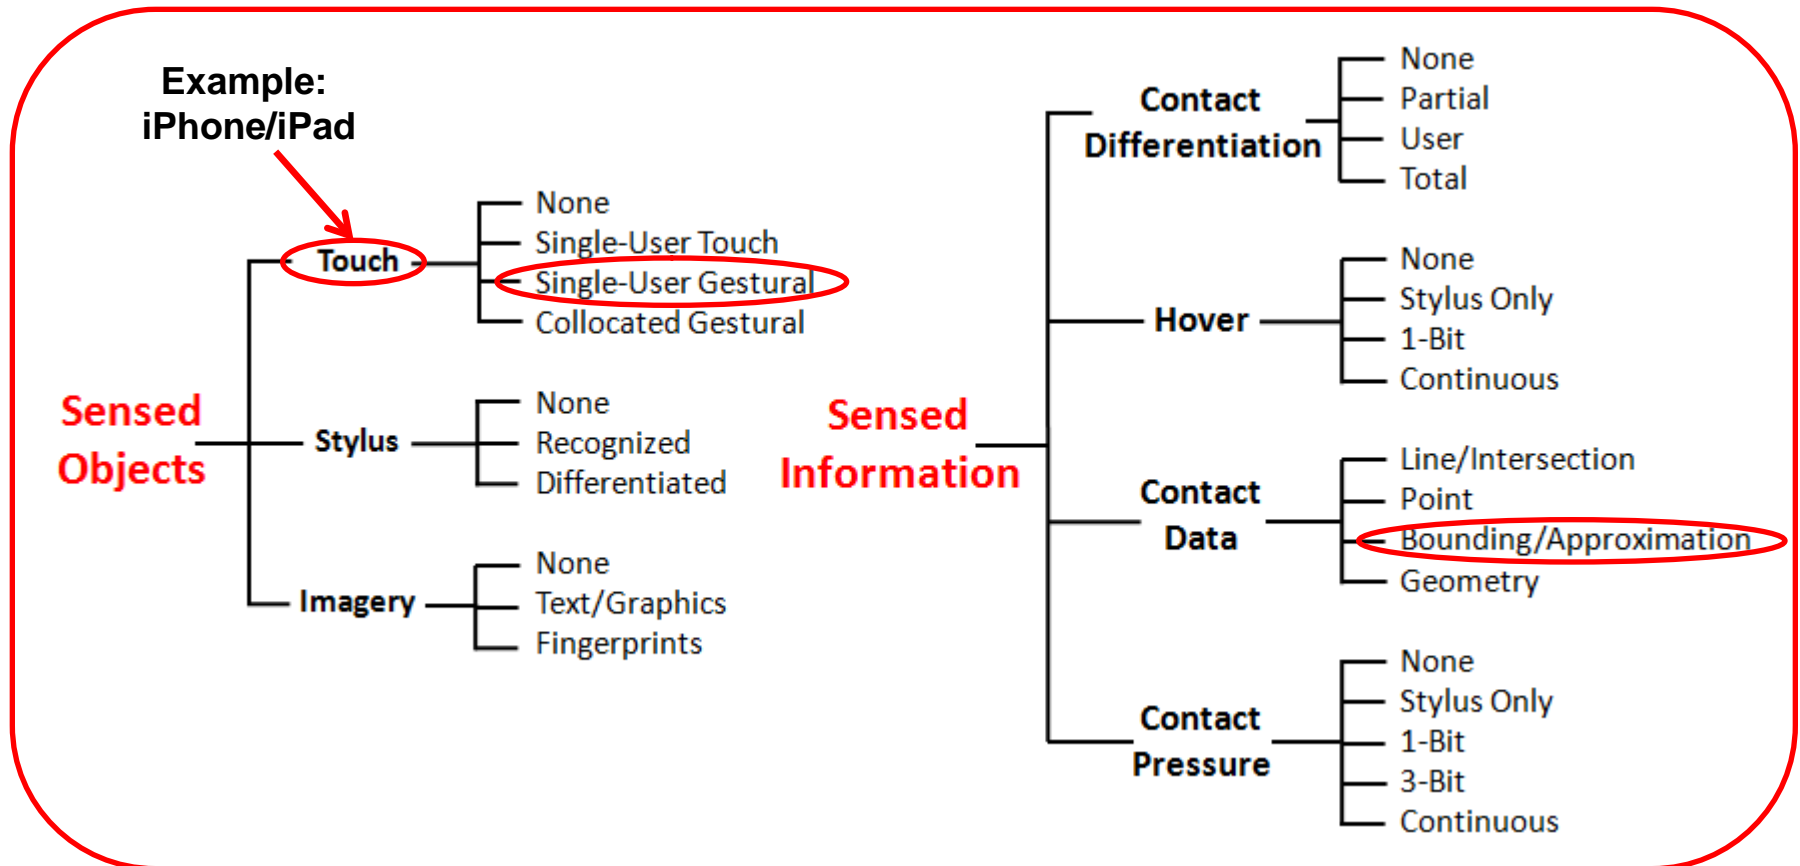 Example:
iPhone/iPad
Sensed
Objects
Touch
None
Single-User Touch
Single-User Gestural
Collocated Gestural
Stylus
None
Recognized
Differentiated
Imagery
None
Text/Graphics
Fingerprints
Sensed
Information
Contact
Differentiation
None
Partial
User
Total
Hover
None
Stylus Only
1-Bit
Continuous
Contact
Data
Line/Intersection
Point
Bounding/Approximation
Geometry
Contact
Pressure
None
Stylus Only
1-Bit
3-Bit
Continuous